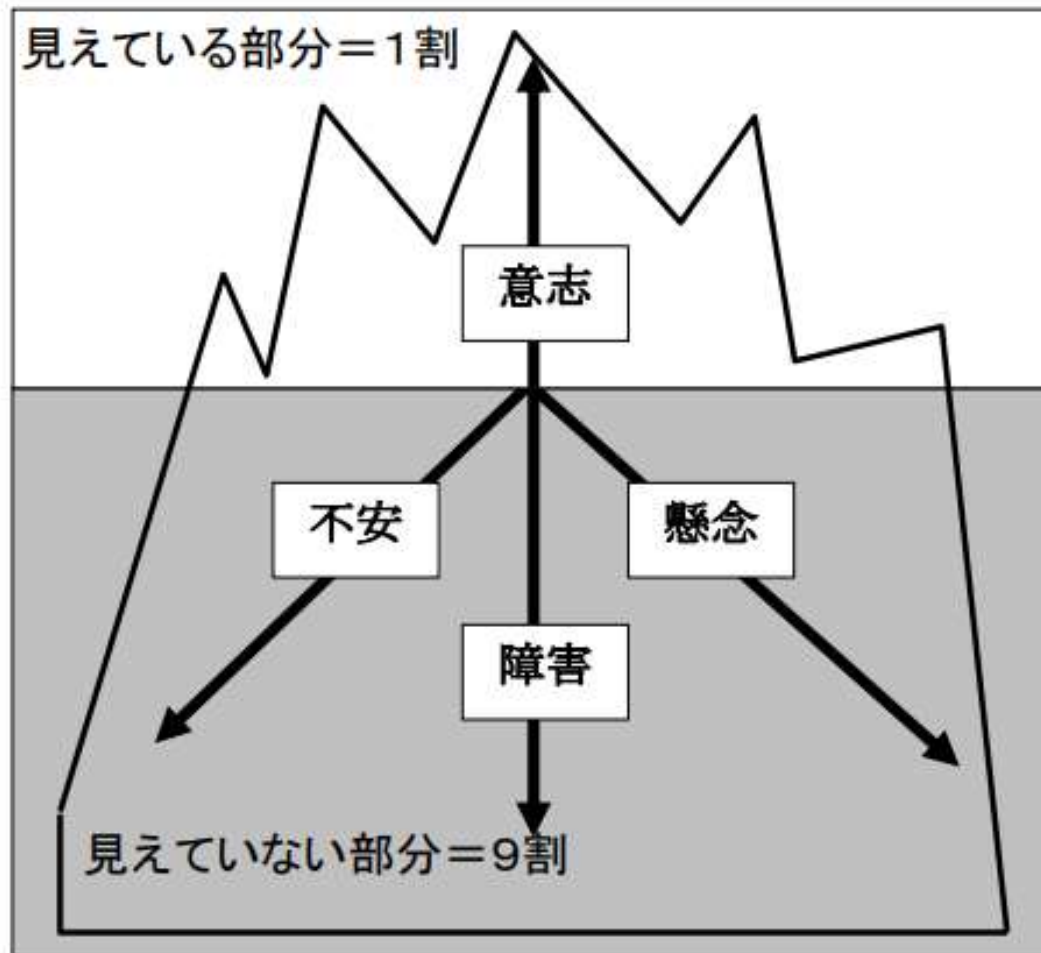 見えている部分＝1割
意志
不安
懸念
障害
見えていない部分＝9割